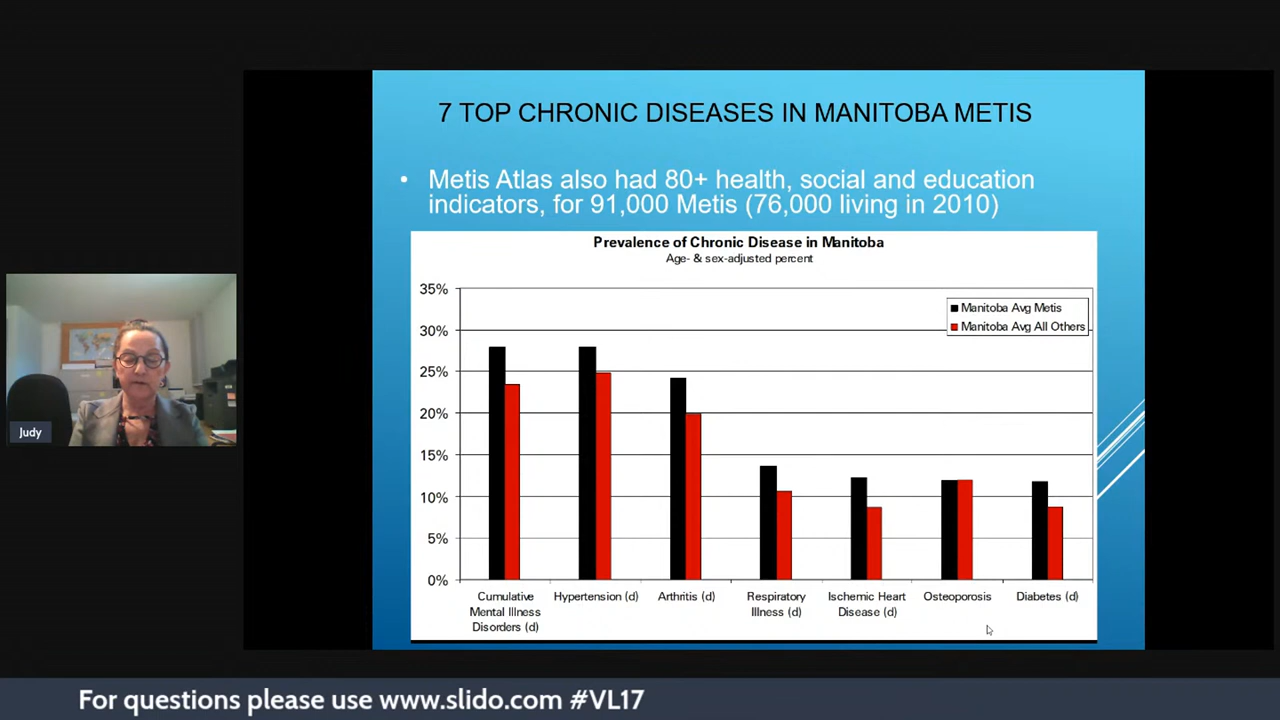 7 TOP CHRONIC DISEASES IN MANITOBA METIS
• Metis Atlas also had 80+ health, social and education
indicators, for 91,000 Metis (76,000 living in 2010)
Prevalence of Chronic Disease in Manitoba
Age- & sex-adjusted percent
35%
30%
25%
20%
15%
10%
5%
0%
Manitoba Avg Metis
Manitoba Avg All Others
Cumulative
Mental Illness
Disorders (d)
Hypertension (d)
Arthritis (d)
Respiratory
Illness (d)
Ischemic Heart
Disease (d)
Osteoporosis
Diabetes (d)
Judy
For questions please use www.slido.com #VL17